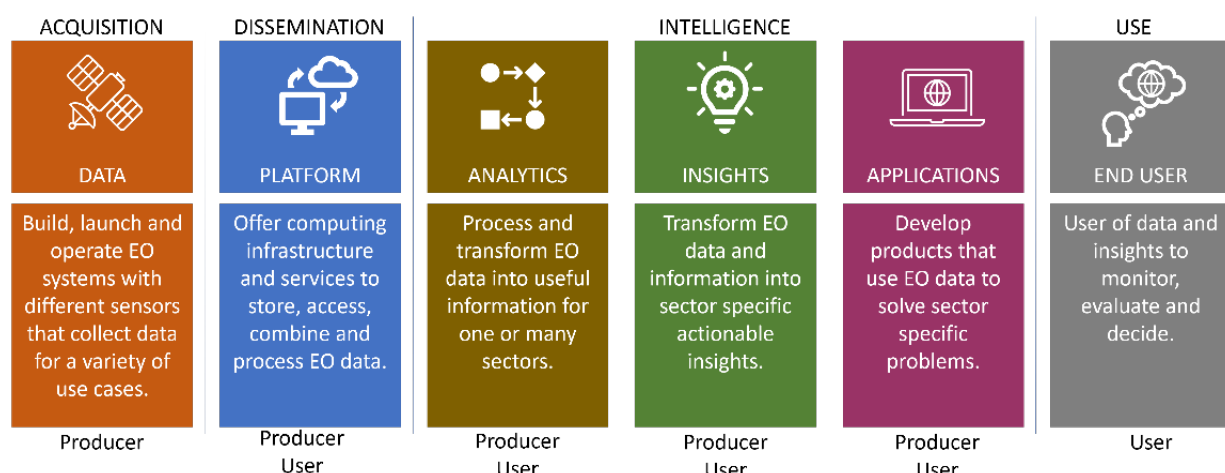 ACQUISITION
DISSEMINATION
INTELLIGENCE
USE
DATA
PLATFORM
ANALYTICS
INSIGHTS
APPLICATIONS
END USER
Build, launch and
operate EO
systems with
different sensors
that collect data
for a variety of
use cases.
Offer computing
infrastructure
and services to
store, access,
combine and
process EO data.
Process and
transform EO
data into useful
information for
one or many
sectors.
Transform EO
data and
information into
sector specific
actionable
insights.
Develop
products that
use EO data to
solve sector
specific
problems.
User of data and
insights to
monitor,
evaluate and
decide.
Producer
Producer
User
Producer
User
Producer
User
Producer
User
User